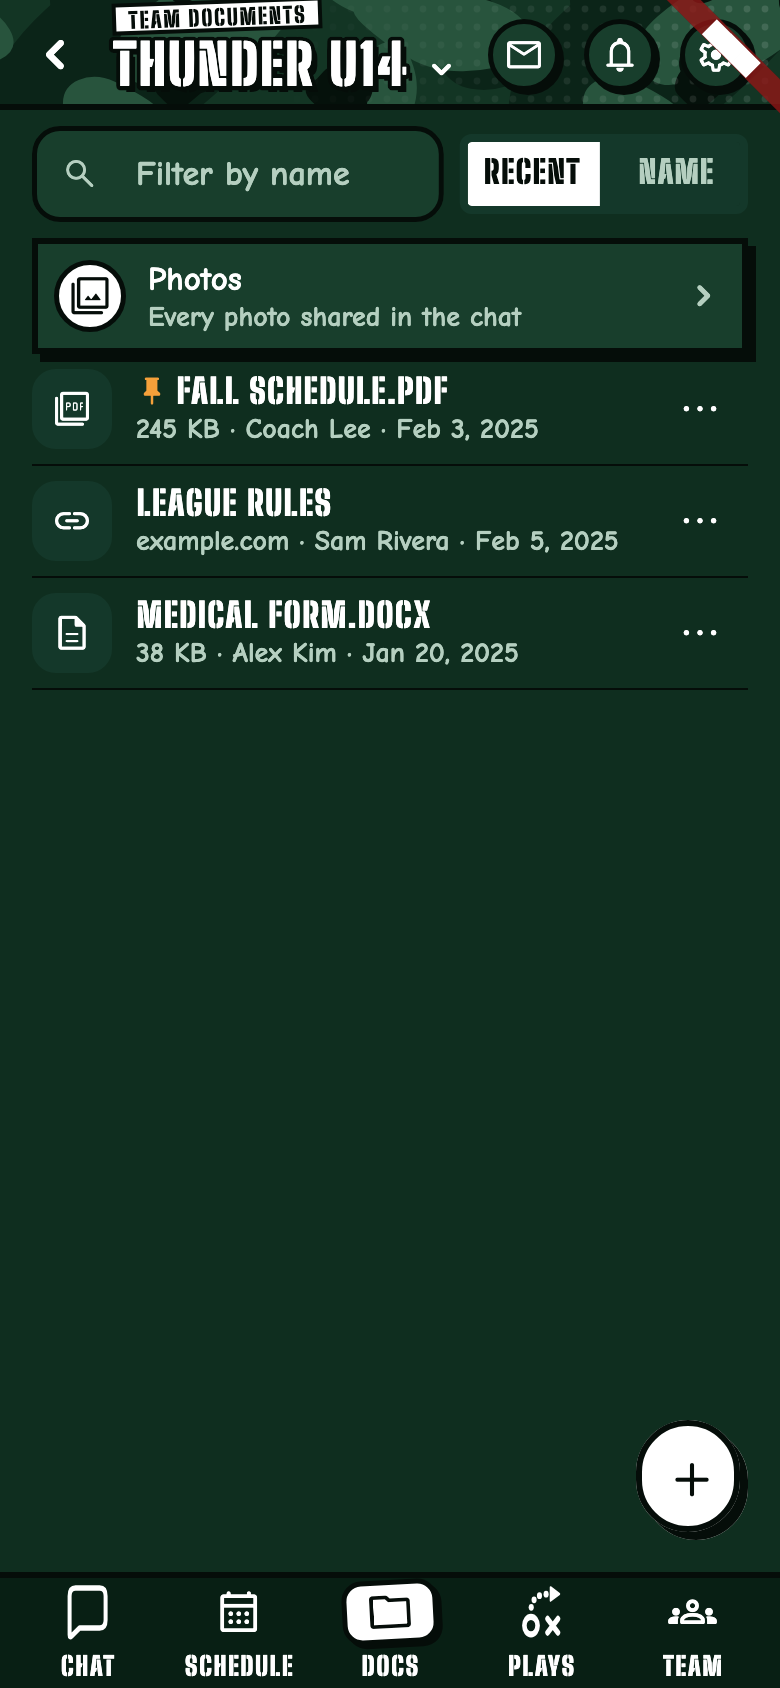 TEAM DOCUMENTS
THUNDER U14
Filter by name
RECENT
NAME
Photos
Every photo shared in the chat
PDF
FALL SCHEDULE.PDF
245 KB · Coach Lee · Feb 3, 2025
LEAGUE RULES
example.com · Sam Rivera · Feb 5, 2025
MEDICAL FORM.DOCX
38 KB · Alex Kim · Jan 20, 2025
CHAT
SCHEDULE
DOCS
PLAYS
TEAM